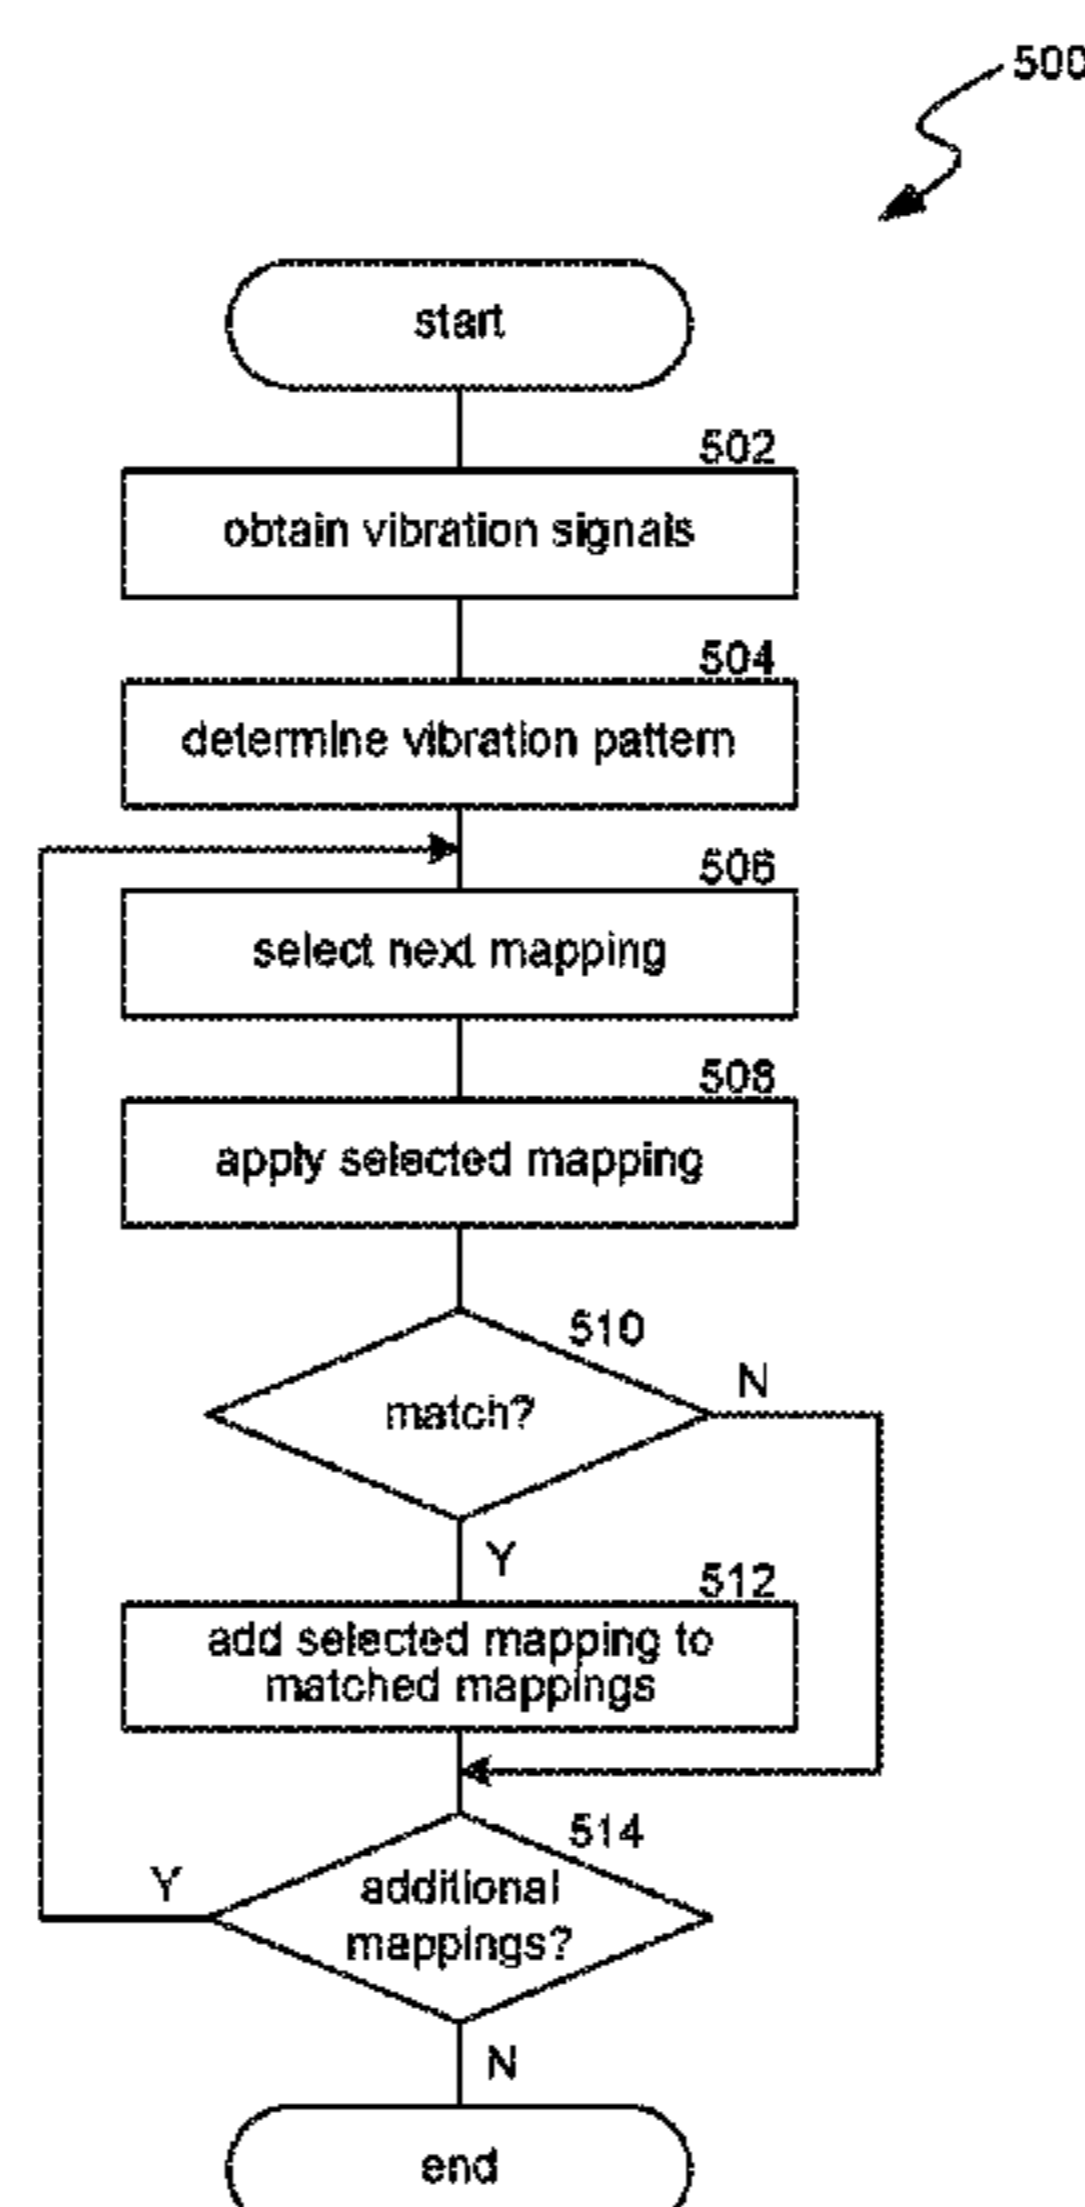 500
start
502
obtain vibration signals
504
determine vibration pattern
506
select next mapping
508
apply selected mapping
510
match?
N
Y
512
add selected mapping to
matched mappings
514
Y
additional
mappings?
N
end